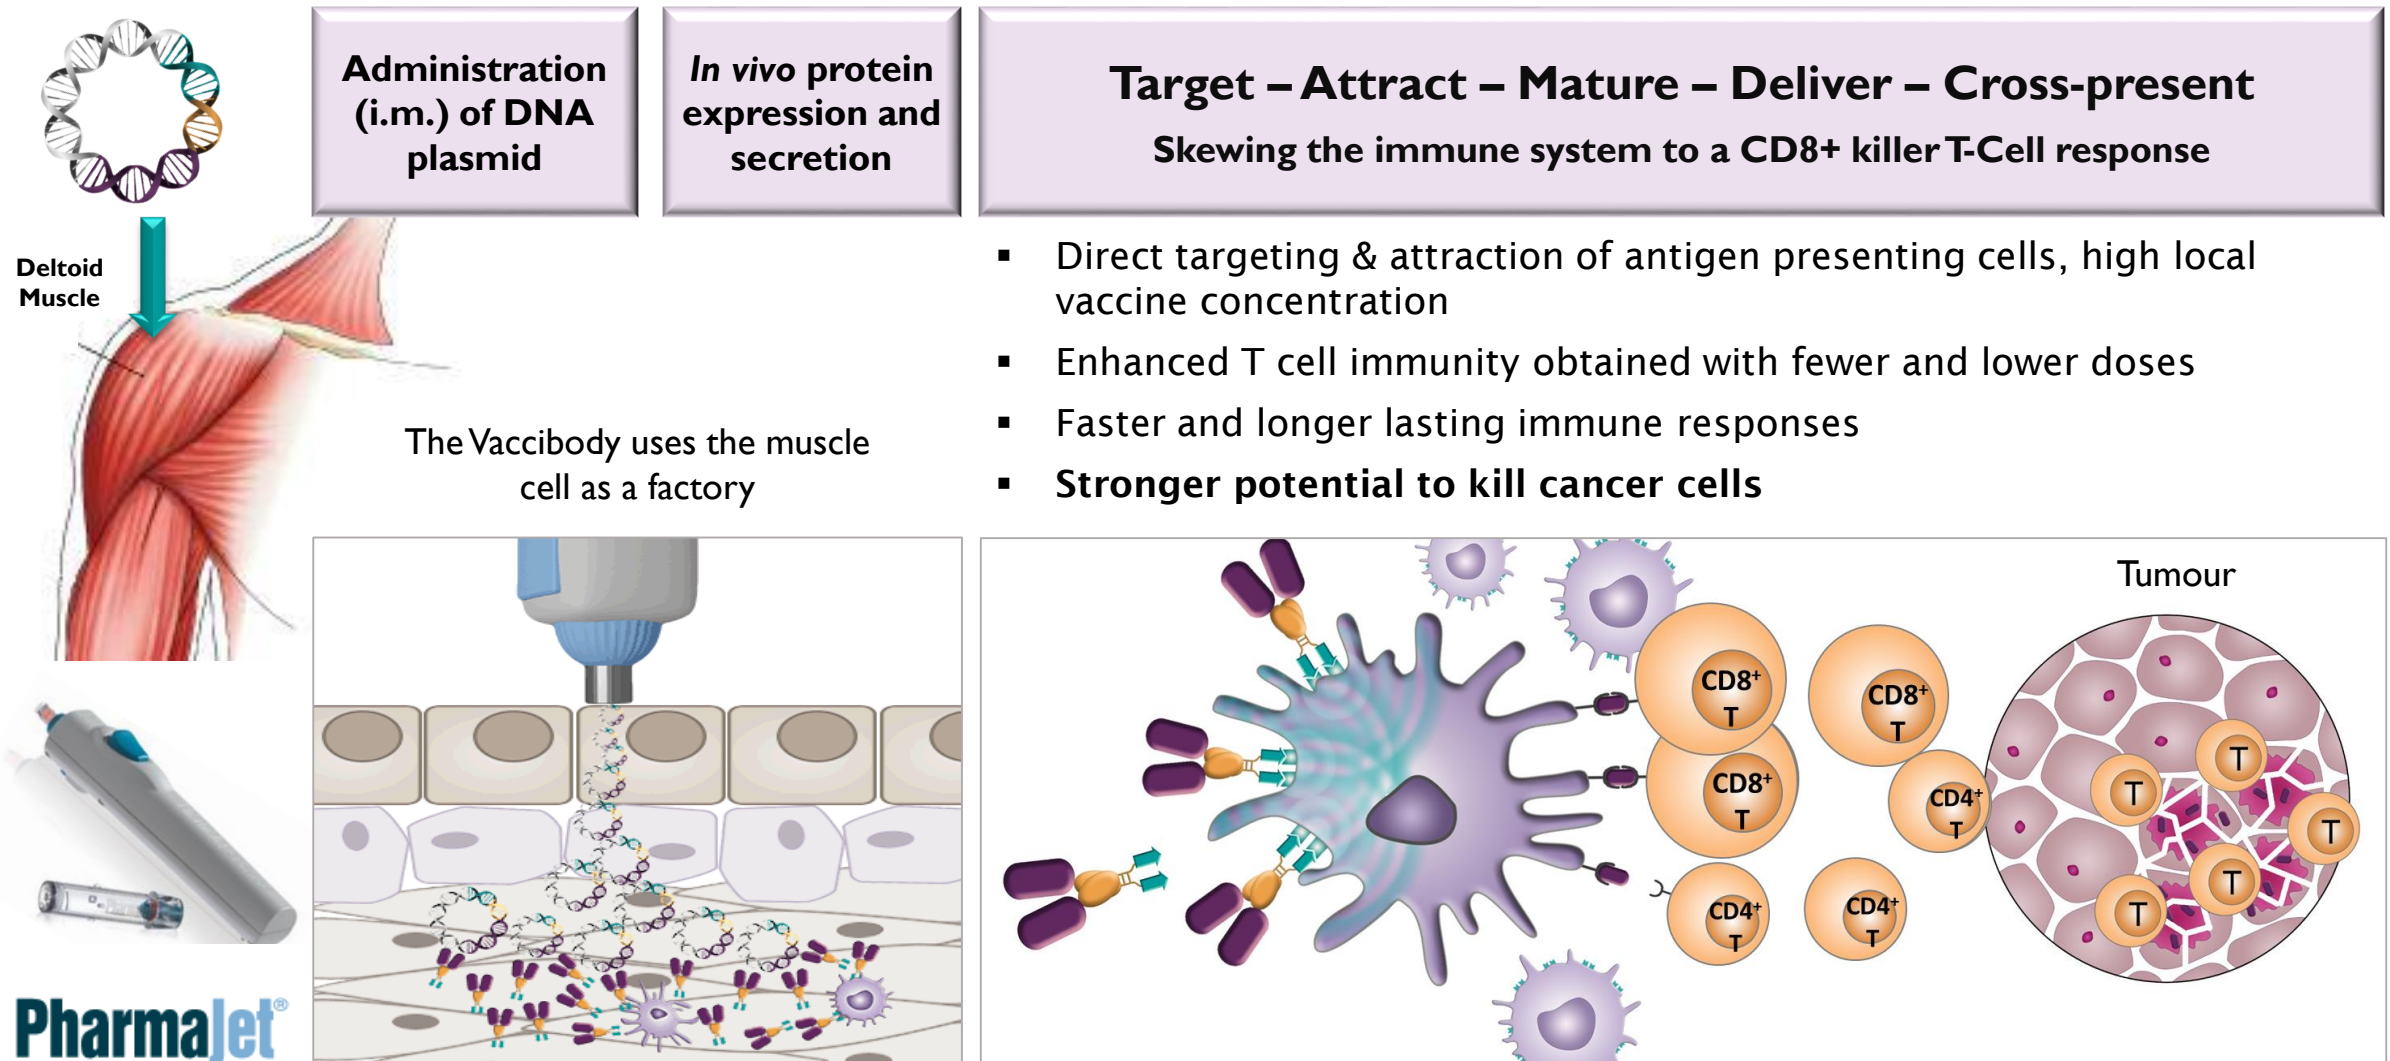 Administration
(i.m.) of DNA
plasmid
In vivo protein
expression and
secretion
Target – Attract – Mature – Deliver – Cross-present
Skewing the immune system to a CD8+ killer T-Cell response
Deltoid
Muscle
▪ Direct targeting & attraction of antigen presenting cells, high local
vaccine concentration
▪ Enhanced T cell immunity obtained with fewer and lower doses
▪ Faster and longer lasting immune responses
▪ Stronger potential to kill cancer cells
The Vaccibody uses the muscle
cell as a factory
Tumour
CD8+
T
CD8+
T
CD8+
T
CD4+
T
CD4+
T
CD4+
T
T
T
T
T
T
PharmaJet®